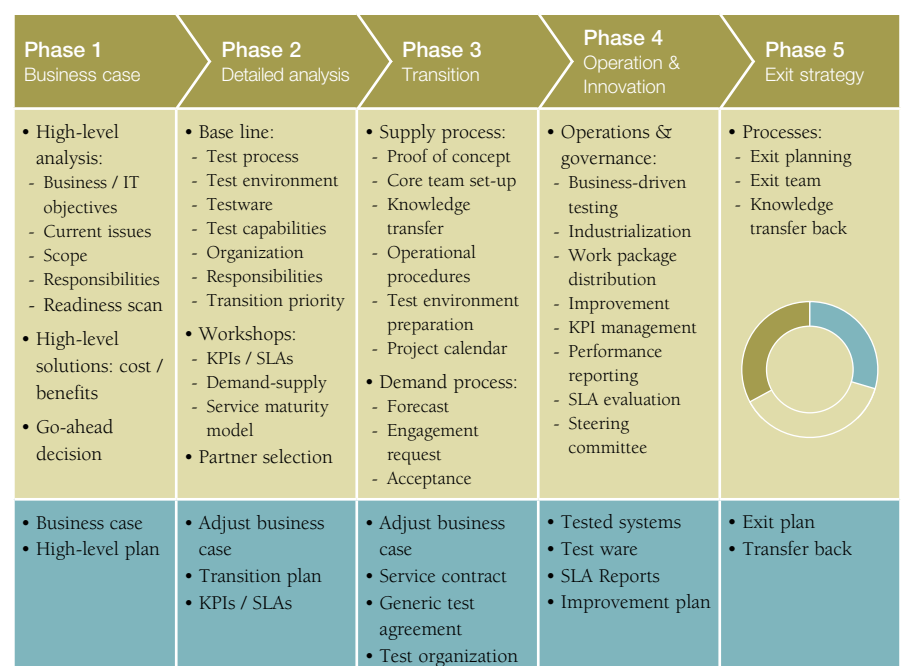 Phase 1
Business case
Phase 2
Detailed analysis
Phase 3
Transition
Phase 4
Operation &
Innovation
Phase 5
Exit strategy
• High-level
analysis:
- Business / IT
objectives
- Current issues
- Scope
- Responsibilities
- Readiness scan
• High-level
solutions: cost /
benefits
• Go-ahead
decision
• Base line:
- Test process
- Test environment
- Testware
- Test capabilities
- Organization
- Responsibilities
- Transition priority
• Workshops:
- KPIs / SLAs
- Demand-supply
- Service maturity
model
• Partner selection
• Supply process:
- Proof of concept
- Core team set-up
- Knowledge
transfer
- Operational
procedures
- Test environment
preparation
- Project calendar
• Demand process:
- Forecast
- Engagement
request
- Acceptance
• Operations &
governance:
- Business-driven
testing
- Industrialization
- Work package
distribution
- Improvement
- KPI management
- Performance
reporting
- SLA evaluation
- Steering
committee
• Processes:
- Exit planning
- Exit team
- Knowledge
transfer back
• Business case
• High-level plan
• Adjust business
case
• Transition plan
• KPIs / SLAs
• Adjust business
case
• Service contract
• Generic test
agreement
• Test organization
• Tested systems
• Test ware
• SLA Reports
• Improvement plan
• Exit plan
• Transfer back